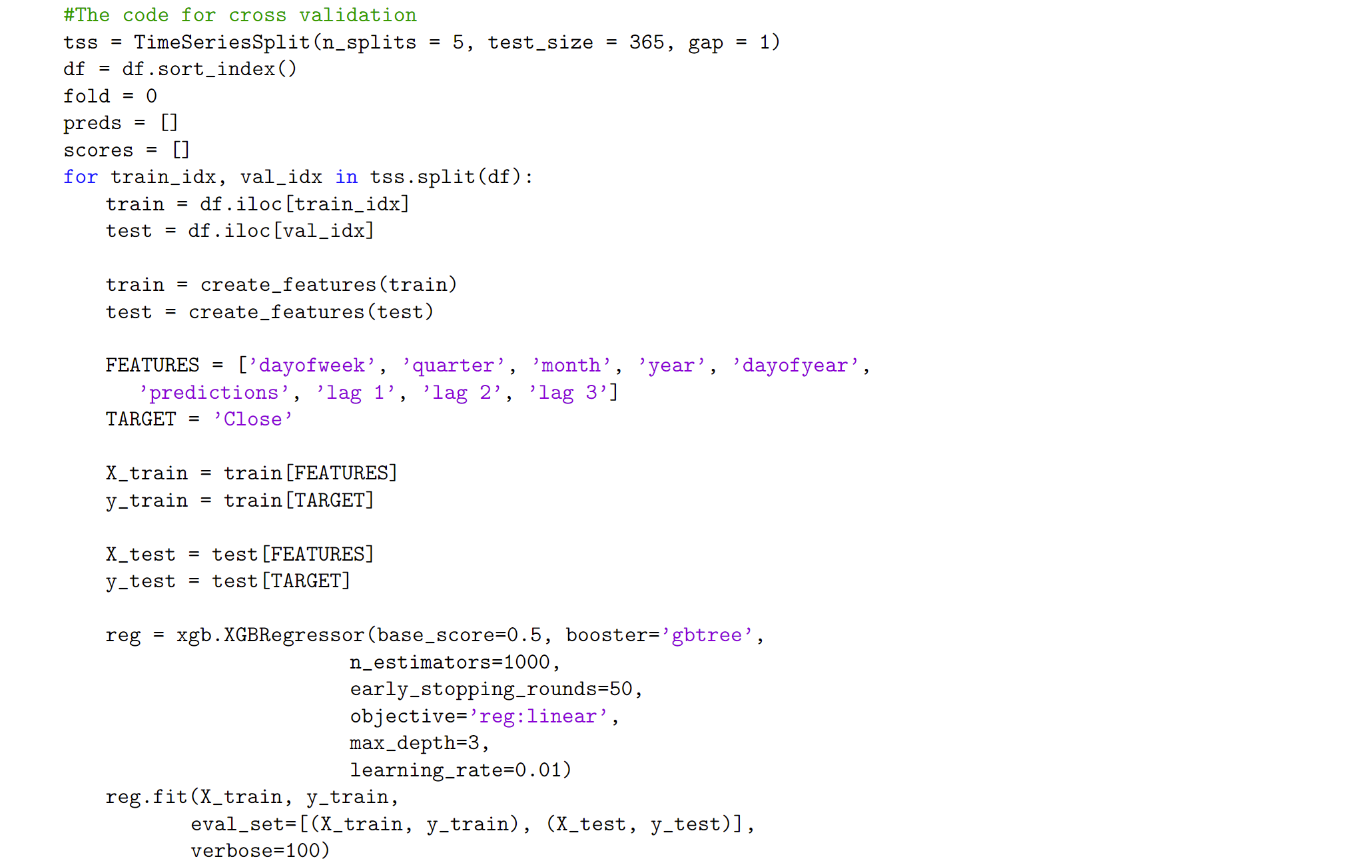 #The code for cross validation
tss = TimeSeriesSplit(n_splits = 5, test_size = 365, gap = 1)
df = df.sort_index()
fold = 0
preds = []
scores = []
for train_idx, val_idx in tss.split(df):
    train = df.iloc[train_idx]
    test = df.iloc[val_idx]

    train = create_features(train)
    test = create_features(test)

    FEATURES = [’dayofweek’, ’quarter’, ’month’, ’year’, ’dayofyear’,
       ’predictions’, ’lag 1’, ’lag 2’, ’lag 3’]
    TARGET = ’Close’

    X_train = train[FEATURES]
    y_train = train[TARGET]

    X_test = test[FEATURES]
    y_test = test[TARGET]

    reg = xgb.XGBRegressor(base_score=0.5, booster='gbtree’,
                         n_estimators=1000,
                         early_stopping_rounds=50,
                         objective=’reg:linear’,
                         max_depth=3,
                         learning_rate=0.01)
    reg.fit(X_train, y_train,
            eval_set=[(X_train, y_train), (X_test, y_test)],
            verbose=100)